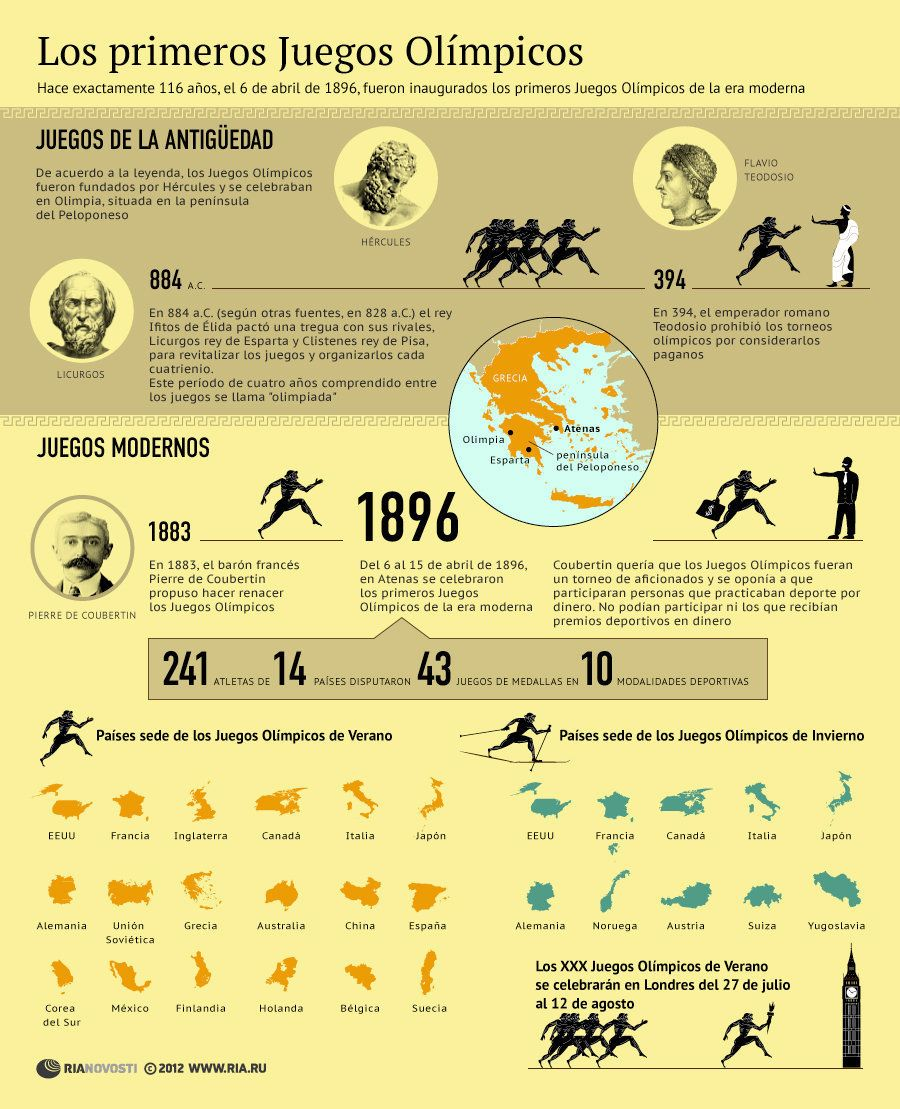 Los primeros Juegos Olímpicos
Hace exactamente 116 años, el 6 de abril de 1896, fueron inaugurados los primeros Juegos Olímpicos de la era moderna
JUEGOS DE LA ANTIGÜEDAD
De acuerdo a la leyenda, los Juegos Olímpicos
fueron fundados por Hércules y se celebraban
en Olimpia, situada en la península
del Peloponeso
HÉRCULES
FLAVIO
TEODOSIO
LICURGOS
884 A.C.
En 884 a.C. (según otras fuentes, en 828 a.C.) el rey
Ifitos de Élida pactó una tregua con sus rivales,
Licurgos rey de Esparta y Clistenes rey de Pisa,
para revitalizar los juegos y organizarlos cada
cuatrienio.
Este período de cuatro años comprendido entre
los juegos se llama "olimpiada"
394
En 394, el emperador romano
Teodosio prohibió los torneos
olímpicos por considerarlos
paganos
GRECIA
Olimpia
Atenas
Esparta
península
del Peloponeso
JUEGOS MODERNOS
PIERRE DE COUBERTIN
1883
En 1883, el barón francés
Pierre de Coubertin
propuso hacer renacer
los Juegos Olímpicos
1896
Del 6 al 15 de abril de 1896,
en Atenas se celebraron
los primeros Juegos
Olímpicos de la era moderna
$
Coubertin quería que los Juegos Olímpicos fueran
un torneo de aficionados y se oponía a que
participaran personas que practicaban deporte por
dinero. No podían participar ni los que recibían
premios deportivos en dinero
241 ATLETAS DE 14 PAÍSES DISPUTARON 43 JUEGOS DE MEDALLAS EN 10 MODALIDADES DEPORTIVAS
Países sede de los Juegos Olímpicos de Verano
EEUU Francia Inglaterra Canadá Italia Japón
Alemania Unión Soviética Grecia Australia China España
Corea del Sur México Finlandia Holanda Bélgica Suecia
Países sede de los Juegos Olímpicos de Invierno
EEUU Francia Canadá Italia Japón
Alemania Noruega Austria Suiza Yugoslavia
Los XXX Juegos Olímpicos de Verano
se celebrarán en Londres del 27 de julio
al 12 de agosto
RIANOVOSTI © 2012 WWW.RIA.RU